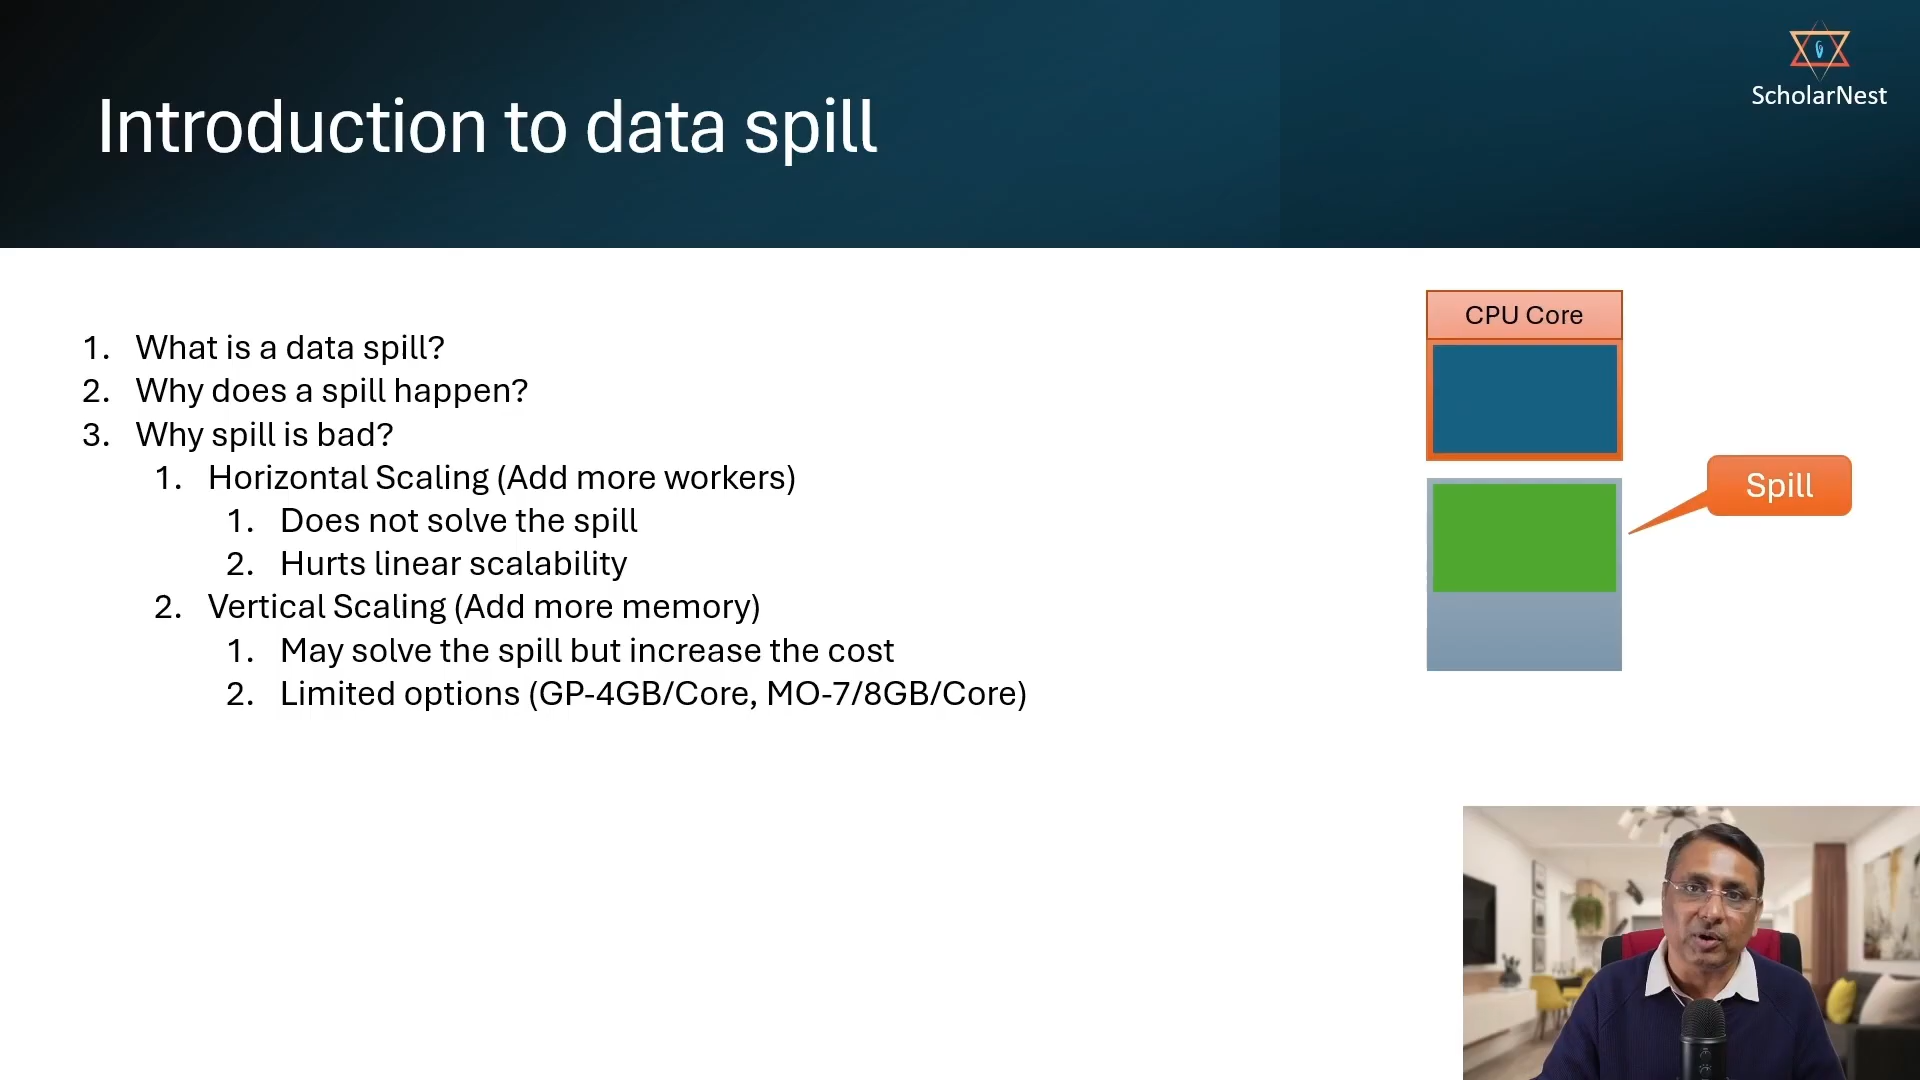 ScholarNest
Introduction to data spill
1. What is a data spill?
2. Why does a spill happen?
3. Why spill is bad?
1. Horizontal Scaling (Add more workers)
1. Does not solve the spill
2. Hurts linear scalability
2. Vertical Scaling (Add more memory)
1. May solve the spill but increase the cost
2. Limited options (GP-4GB/Core, MO-7/8GB/Core)
CPU Core
Spill